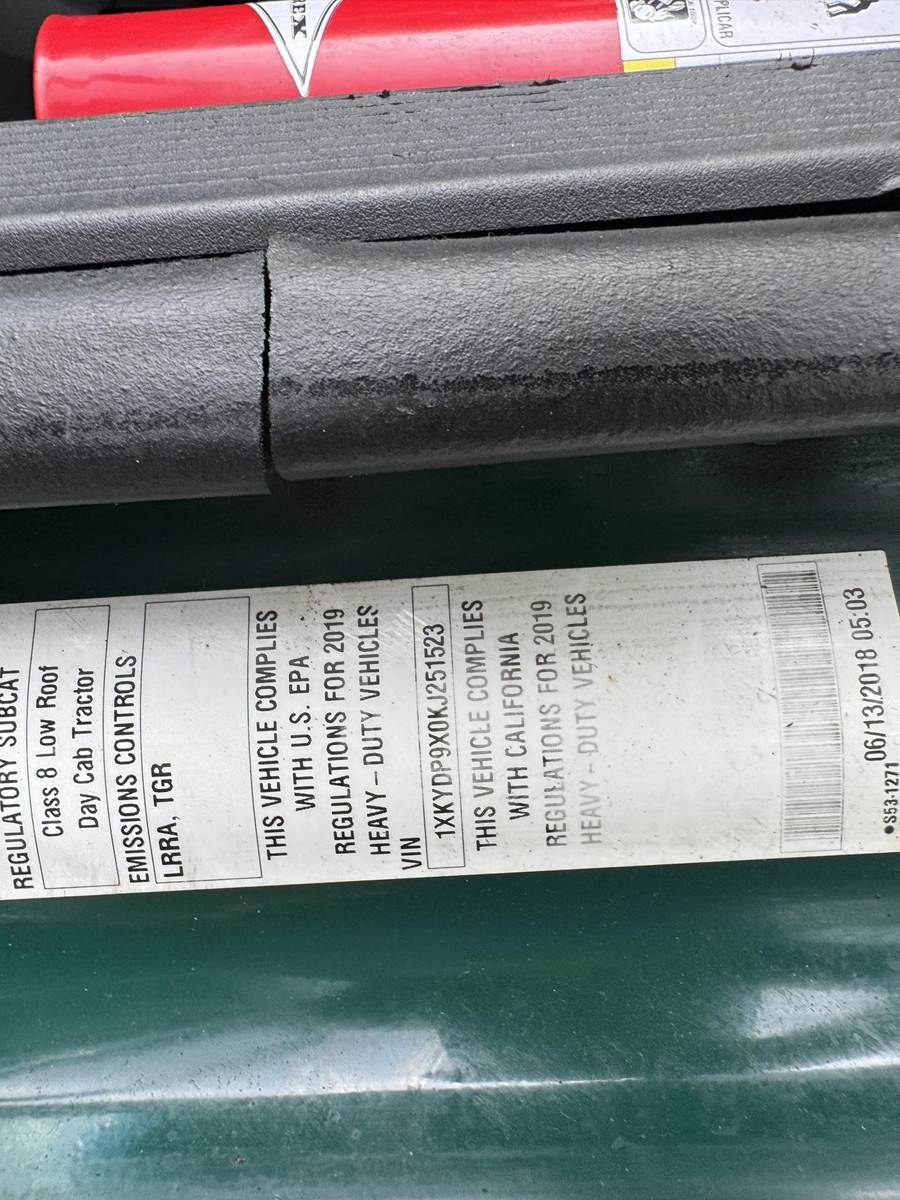 REX
PLICAR
REGULATORY SUBCAT
Class 8 Low Roof
Day Cab Tractor
EMISSIONS CONTROLS
LRRA, TGR
THIS VEHICLE COMPLIES
WITH U.S. EPA
REGULATIONS FOR 2019
HEAVY-DUTY VEHICLES
VIN
1XKYDP9X0KJ251523
THIS VEHICLE COMPLIES
WITH CALIFORNIA
REGULATIONS FOR 2019
HEAVY-DUTY VEHICLES
06/13/2018 05:03
●S53-1271